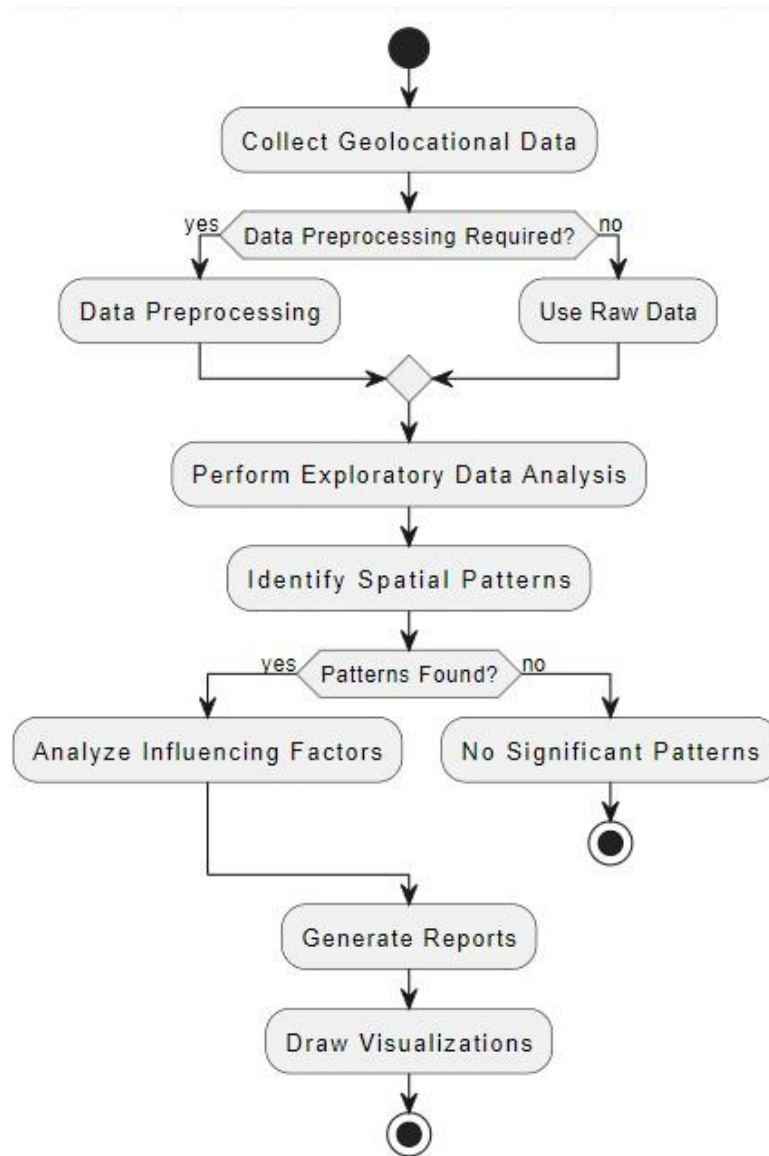 Collect Geolocational Data
yes
Data Preprocessing Required?
no
Data Preprocessing
Use Raw Data
Perform Exploratory Data Analysis
Identify Spatial Patterns
yes
Patterns Found?
no
Analyze Influencing Factors
No Significant Patterns
Generate Reports
Draw Visualizations